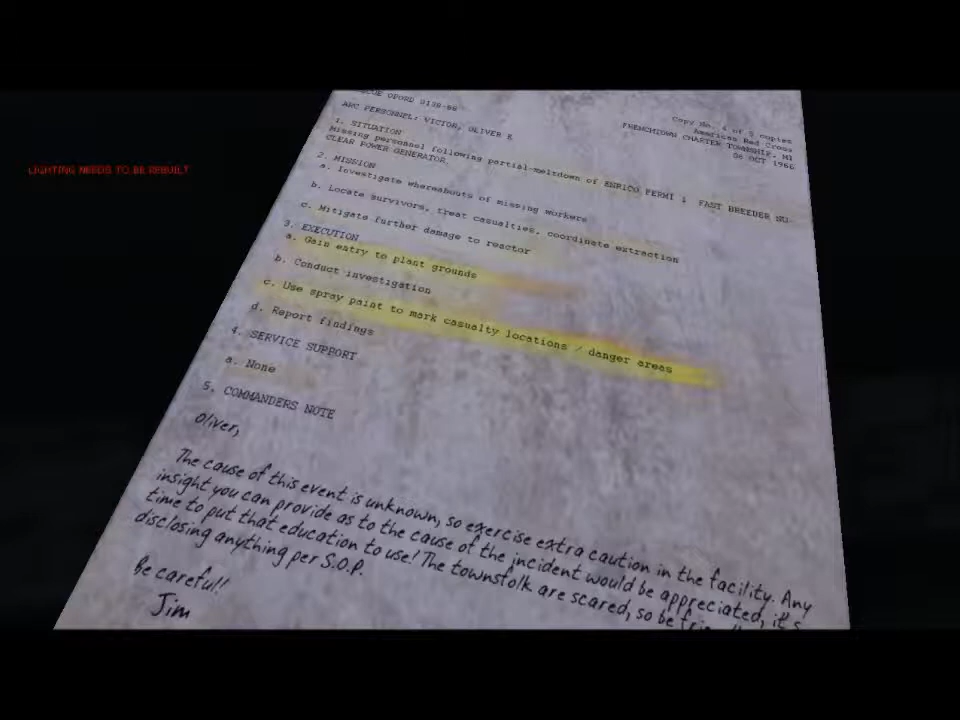 OPORD 9139-66
ARC PERSONNEL: VICTOR, OLIVER K
Copy No. 4 of 5 copies
American Red Cross
FRENCHTOWN CHARTER TOWNSHIP, MI
06 OCT 1966
LIGHTING NEEDS TO BE REBUILT
1. SITUATION
Missing personnel following partial-meltdown of ENRICO FERMI 1 FAST BREEDER NU-
CLEAR POWER GENERATOR.
2. MISSION
a. Investigate whereabouts of missing workers
b. Locate survivors, treat casualties, coordinate extraction
c. Mitigate further damage to reactor
3. EXECUTION
a. Gain entry to plant grounds
b. Conduct investigation
c. Use spray paint to mark casualty locations / danger areas
d. Report findings
4. SERVICE SUPPORT
a. None
5. COMMANDERS NOTE
Oliver,
The cause of this event is unknown, so exercise extra caution in the facility. Any
insight you can provide as to the cause of the incident would be appreciated, it's
time to put that education to use! The townsfolk are scared, so be
disclosing anything per S.O.P.
Be careful!!
Jim